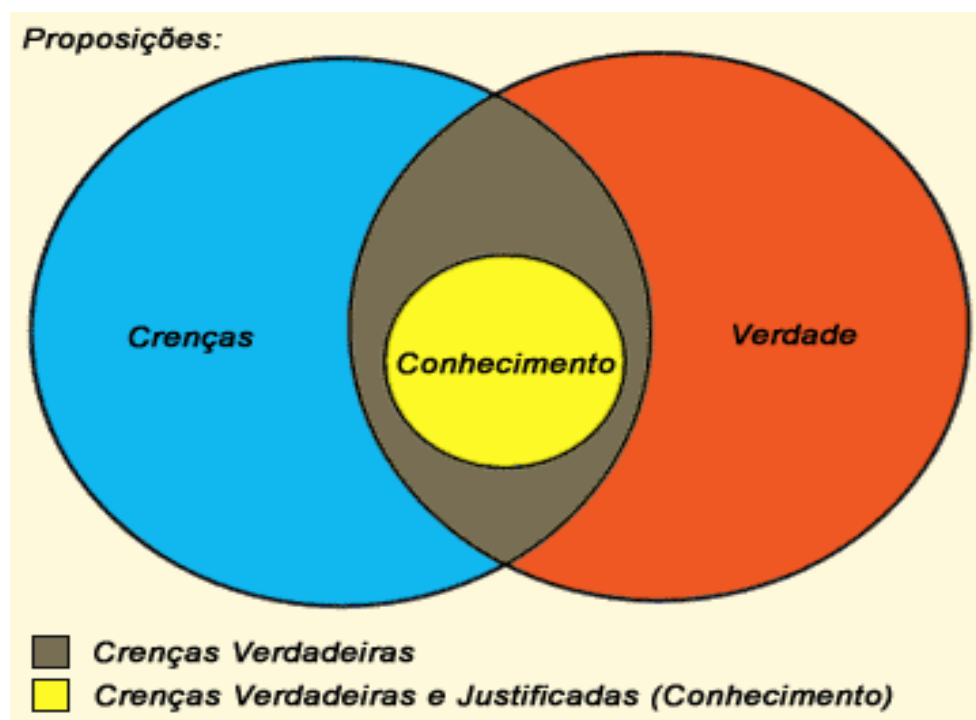 Proposições:
Crenças
Verdade
Conhecimento
Crenças Verdadeiras
Crenças Verdadeiras e Justificadas (Conhecimento)